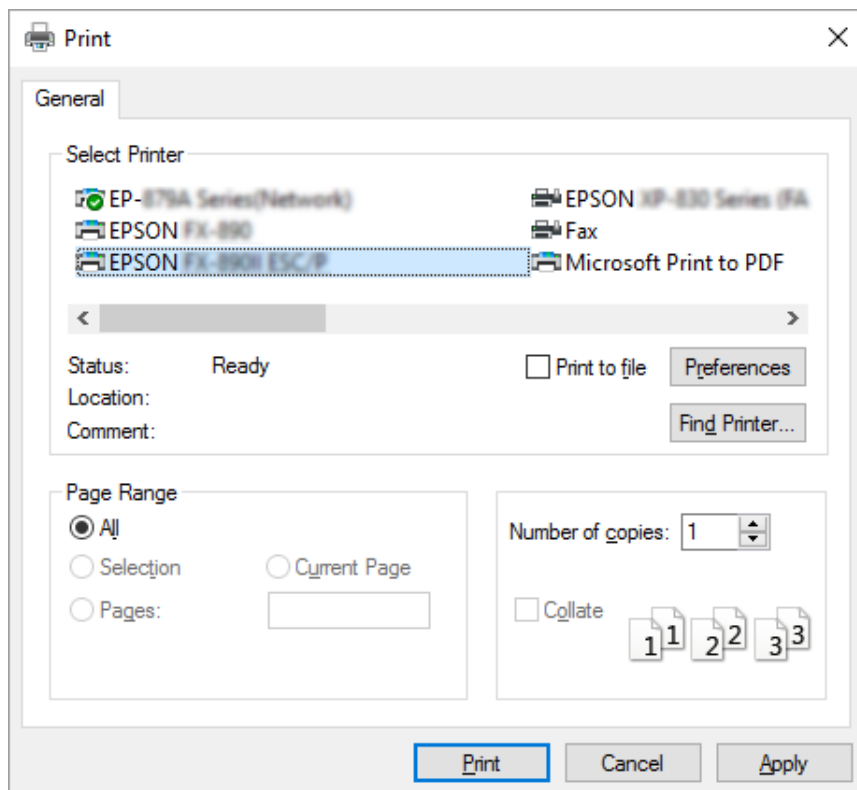 Print
General
Select Printer
EP-
EPSON
EPSON
EPSON
Fax
Microsoft Print to PDF
Status: Ready
Location:
Comment:
Print to file
Preferences
Find Printer...
Page Range
All
Selection
Current Page
Pages:
Number of copies: 1
Collate
1 1 2 2 3 3
Print Cancel Apply